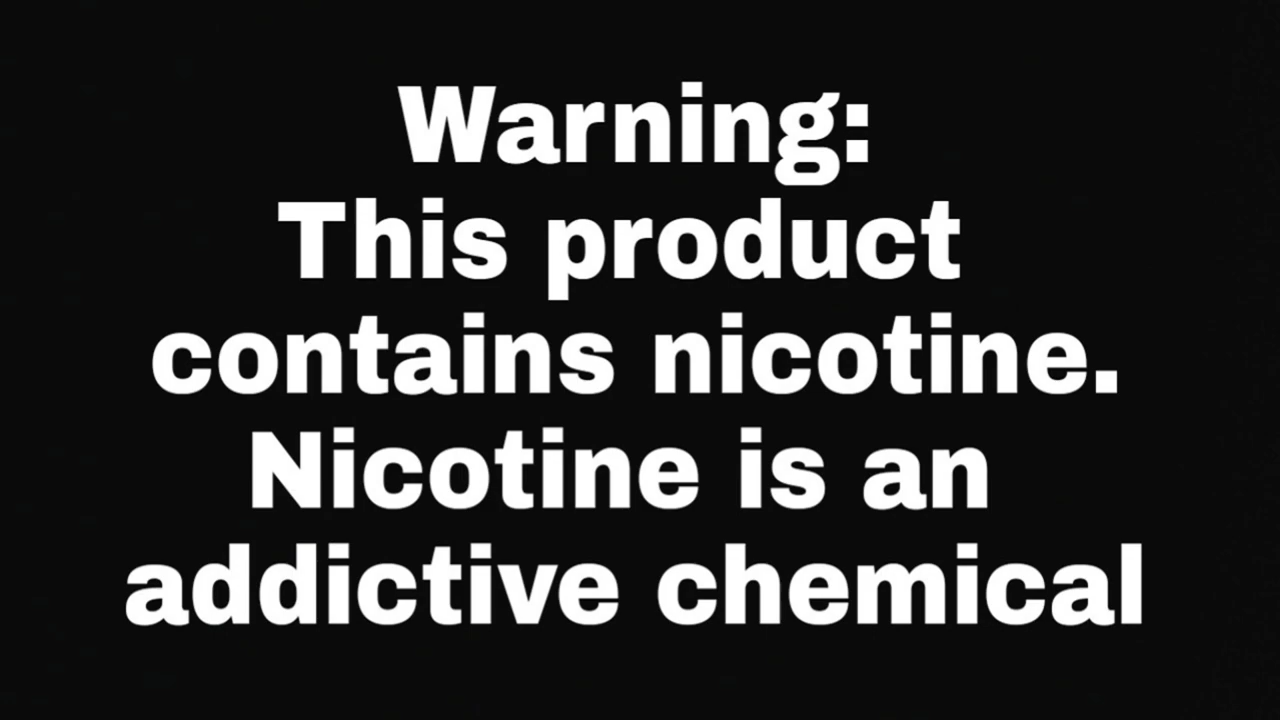 Warning:
This product
contains nicotine.
Nicotine is an
addictive chemical